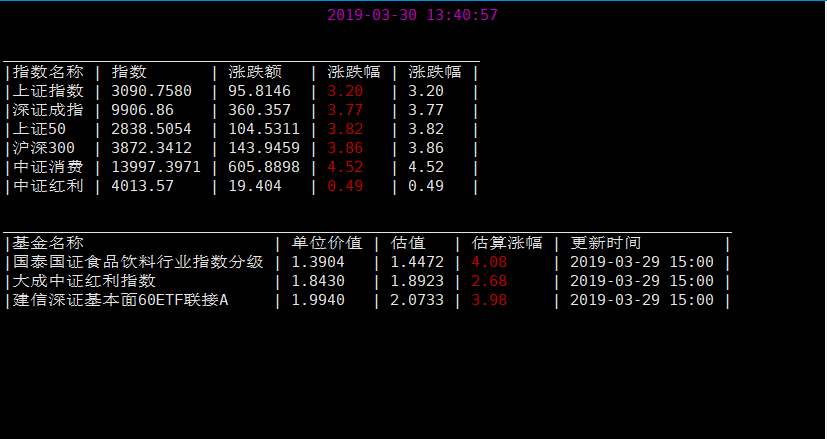 2019-03-30 13:40:57
|指数名称 | 指数 | 涨跌额 | 涨跌幅 | 涨跌幅 |
|上证指数 | 3090.7580 | 95.8146 | 3.20 | 3.20 |
|深证成指 | 9906.86 | 360.357 | 3.77 | 3.77 |
|上证50 | 2838.5054 | 104.5311 | 3.82 | 3.82 |
|沪深300 | 3872.3412 | 143.9459 | 3.86 | 3.86 |
|中证消费 | 13997.3971 | 605.8898 | 4.52 | 4.52 |
|中证红利 | 4013.57 | 19.404 | 0.49 | 0.49 |
|基金名称 | 单位价值 | 估值 | 估算涨幅 | 更新时间 |
|国泰国证食品饮料行业指数分级 | 1.3904 | 1.4472 | 4.08 | 2019-03-29 15:00 |
|大成中证红利指数 | 1.8430 | 1.8923 | 2.68 | 2019-03-29 15:00 |
|建信深证基本面60ETF联接A | 1.9940 | 2.0733 | 3.98 | 2019-03-29 15:00 |